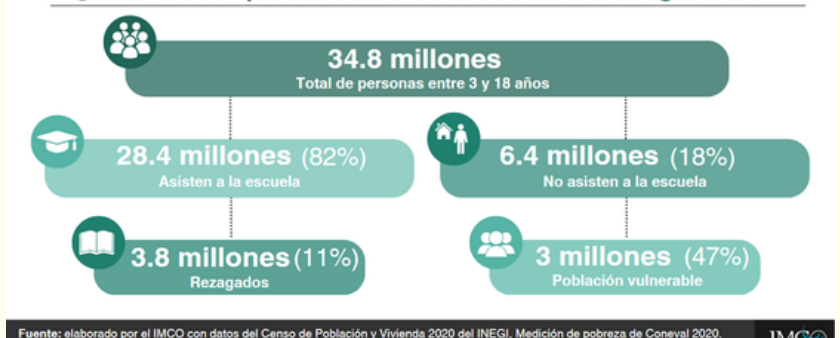 34.8 millones
Total de personas entre 3 y 18 años
28.4 millones (82%)
Asisten a la escuela
6.4 millones (18%)
No asisten a la escuela
3.8 millones (11%)
Rezagados
3 millones (47%)
Población vulnerable
Fuente: elaborado por el IMCO con datos del Censo de Población y Vivienda 2020 del INEGI, Medición de pobreza de Coneval 2020.
IMCO